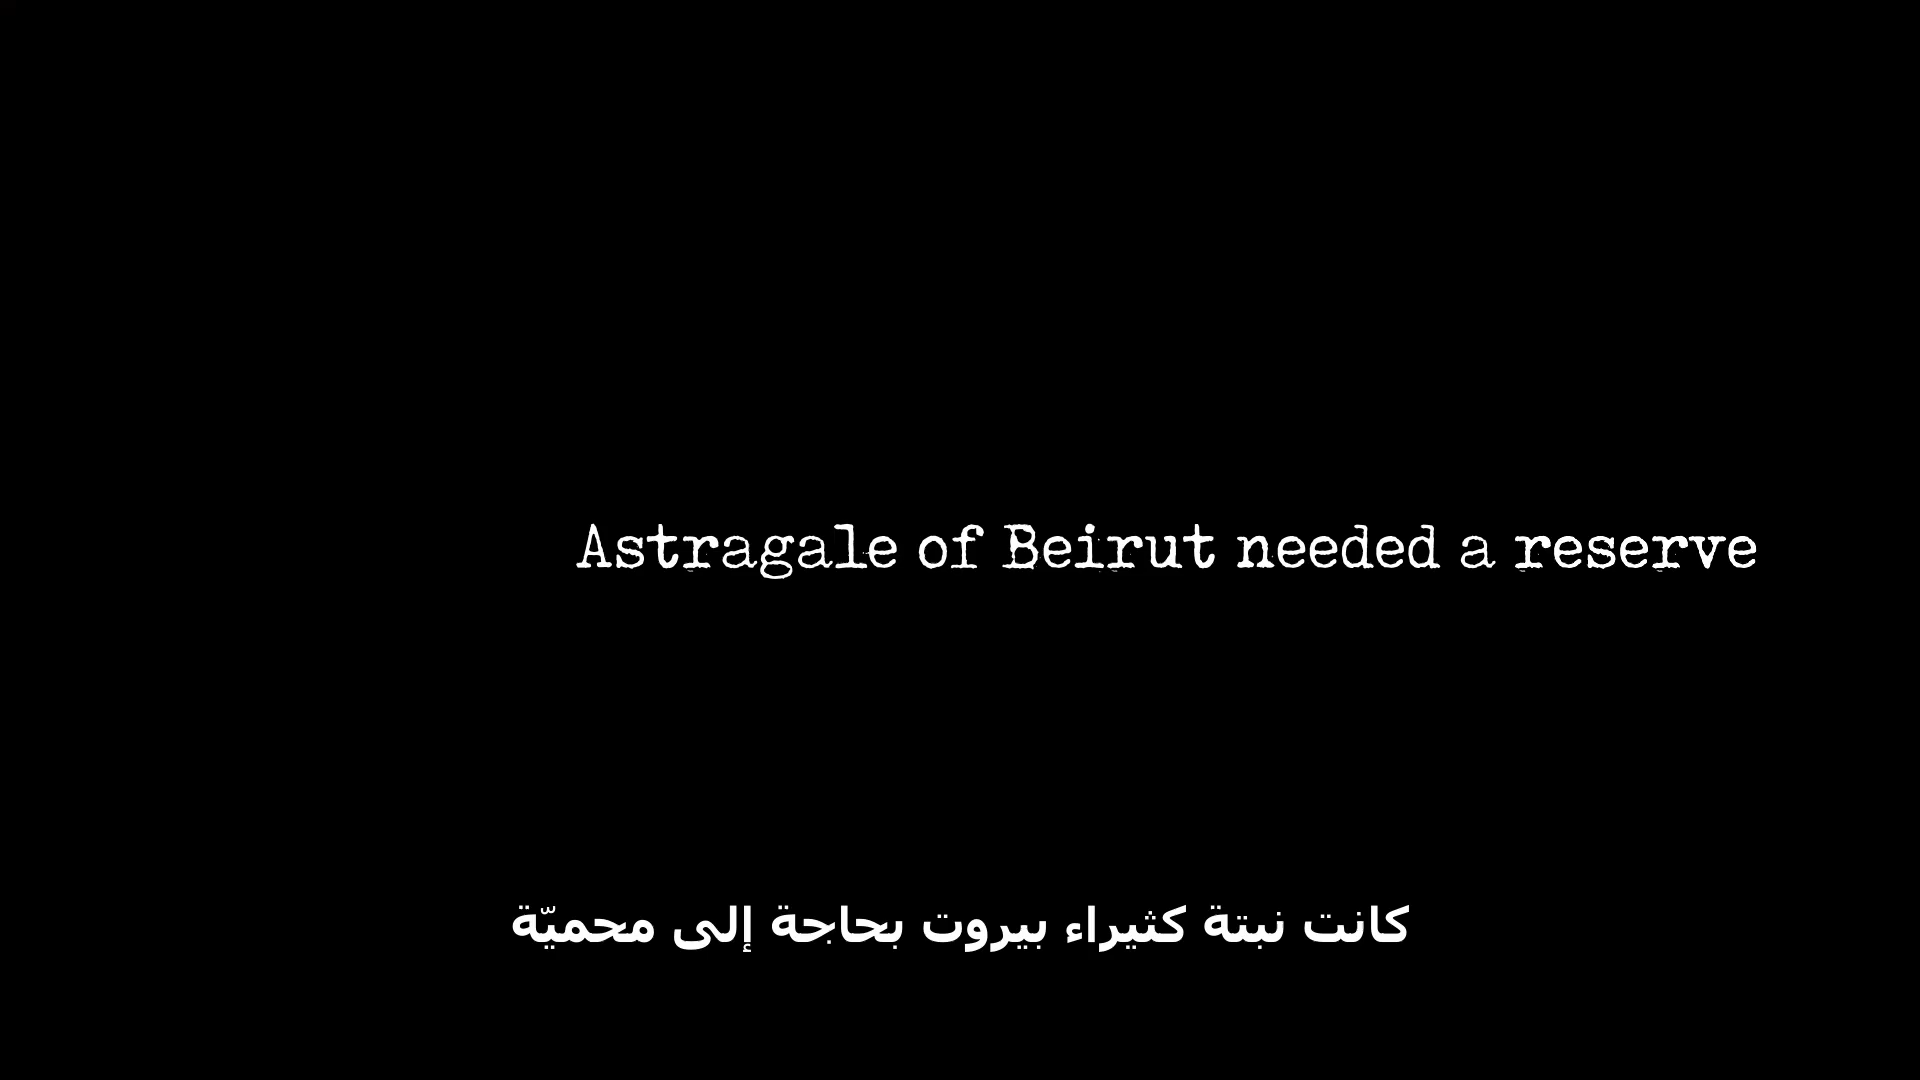 Astragale of Beirut needed a reserve
كانت نبتة كثيراء بيروت بحاجة إلى محميّة